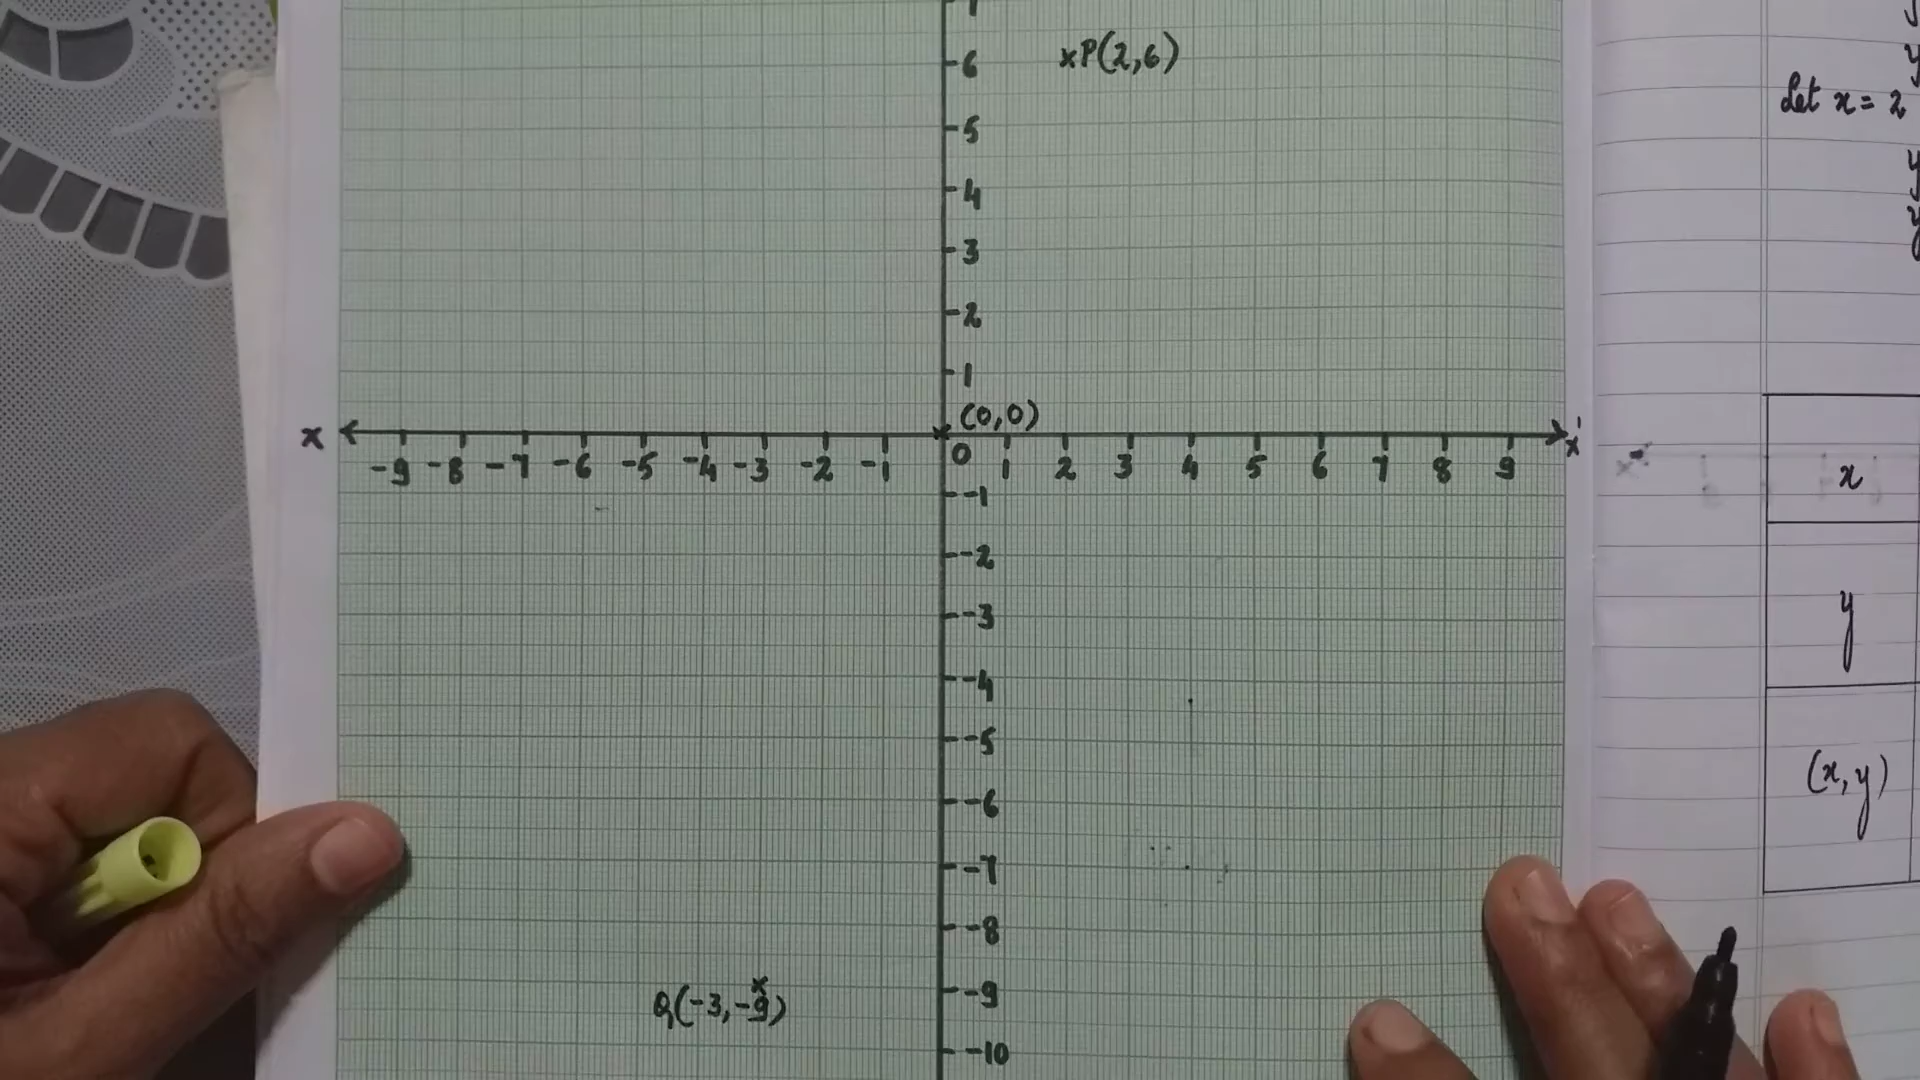 xP(2,6)
6
5
4
3
2
1
(0,0)
x
x'
-9 -8 -7 -6 -5 -4 -3 -2 -1 0 1 2 3 4 5 6 7 8 9
-1
-2
-3
-4
-5
-6
-7
-8
-9
-10
Q(-3,-9)
x
y
Let x = 2
y
y
x
y
(x,y)